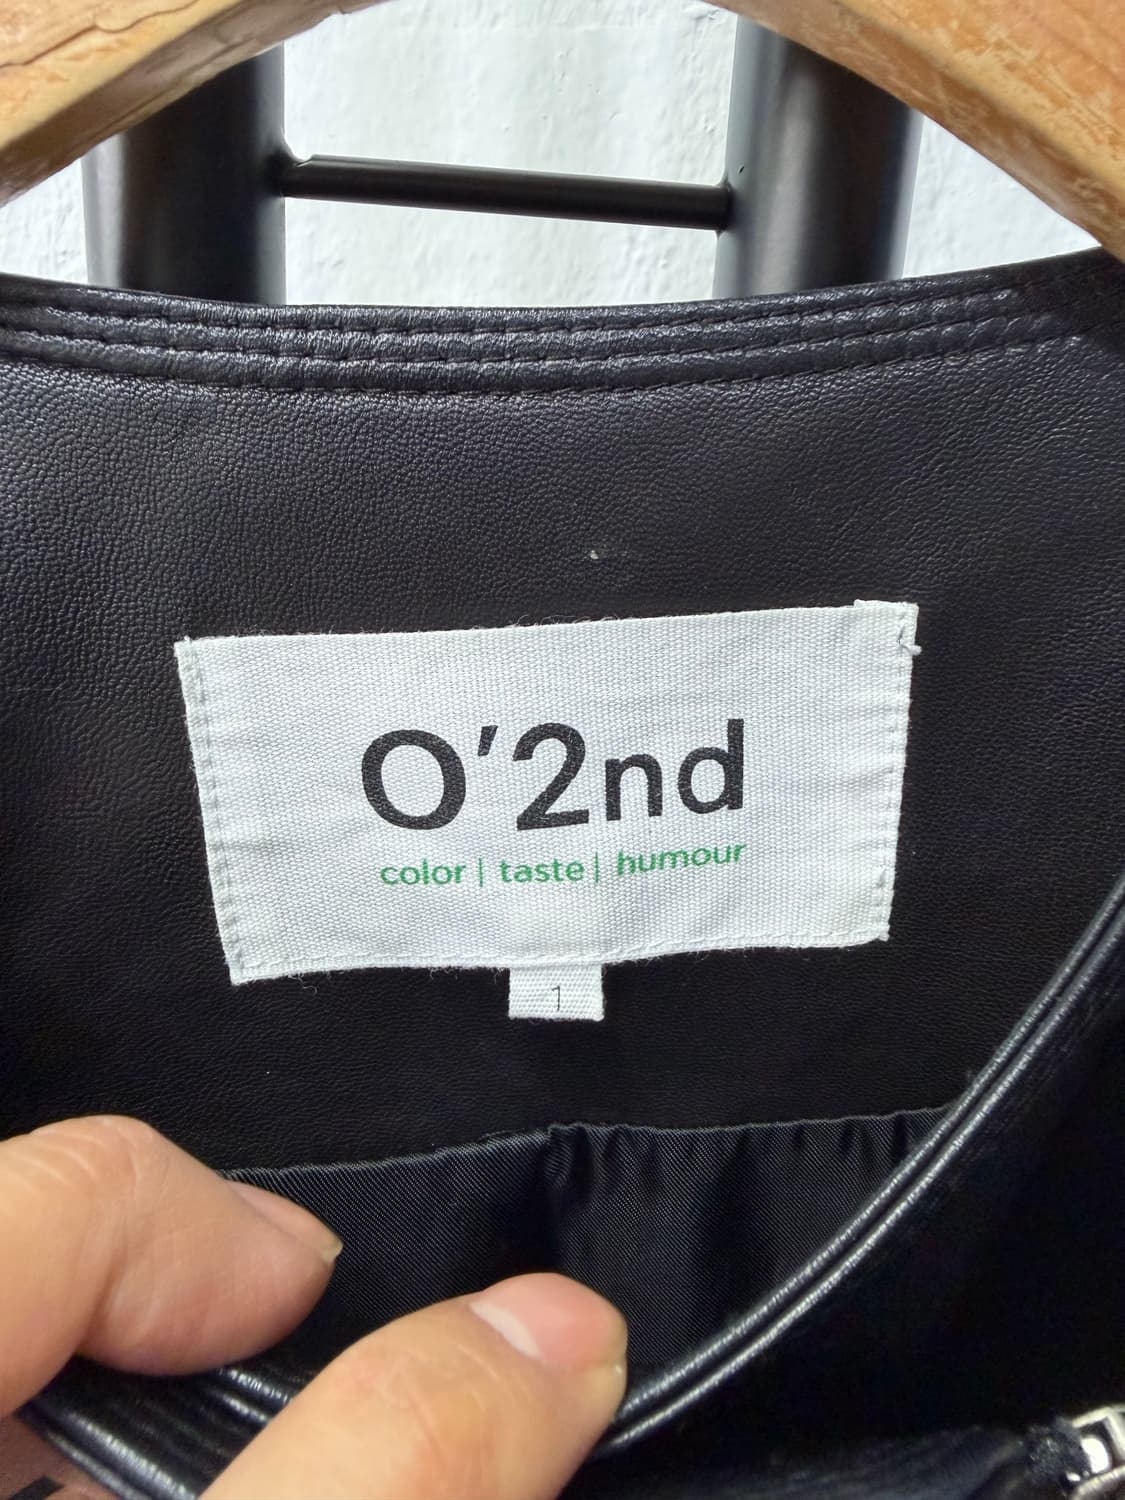 O'2nd
color | taste | humour
1